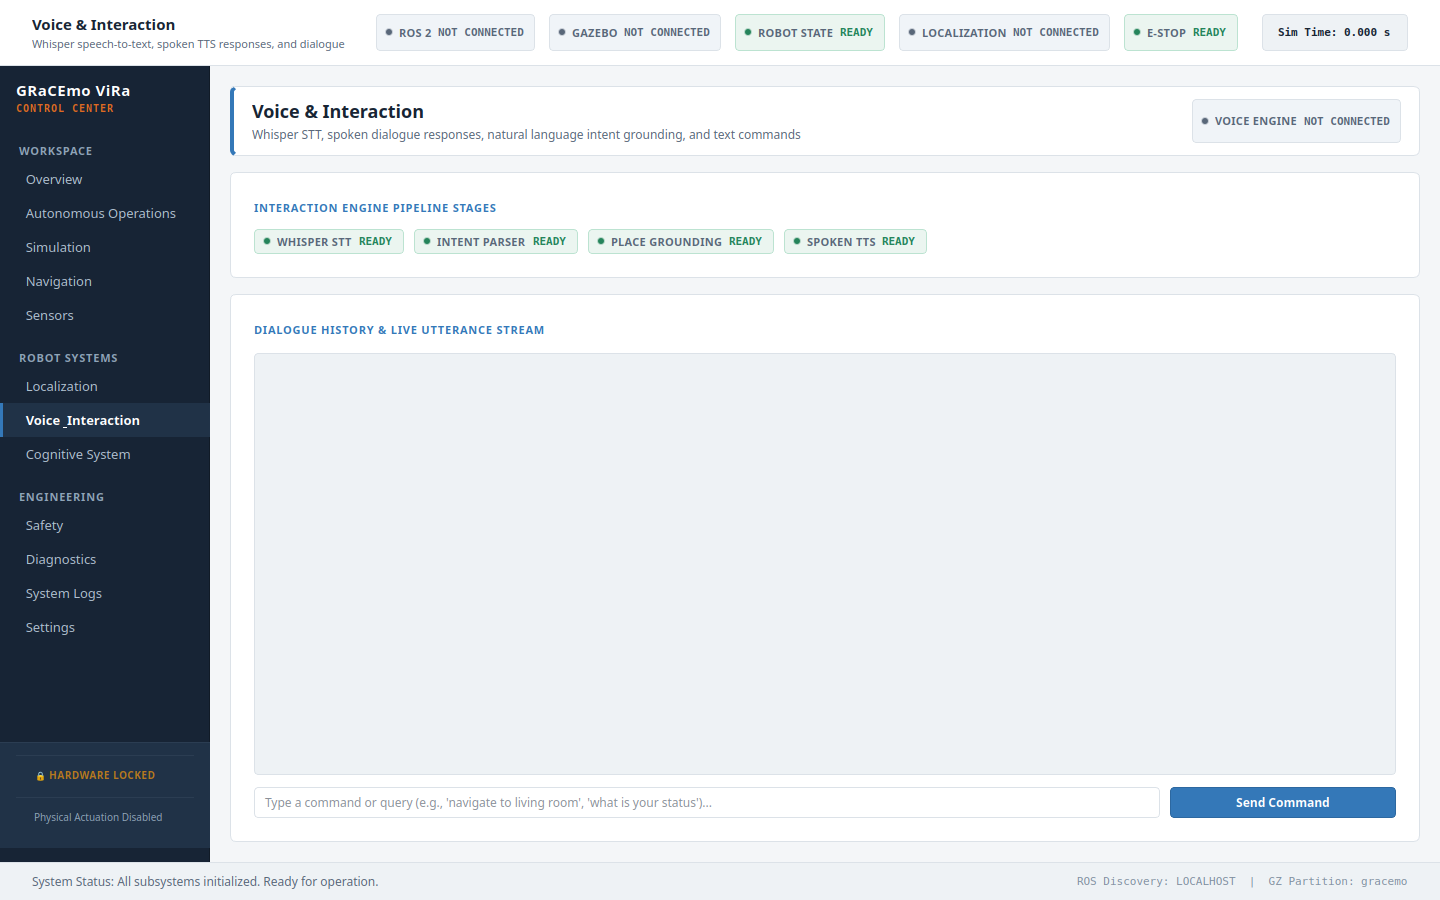 Voice & Interaction
Whisper speech-to-text, spoken TTS responses, and dialogue
ROS 2 NOT CONNECTED
GAZEBO NOT CONNECTED
ROBOT STATE READY
LOCALIZATION NOT CONNECTED
E-STOP READY
Sim Time: 0.000 s
GRaCEmo ViRa
CONTROL CENTER
WORKSPACE
Overview
Autonomous Operations
Simulation
Navigation
Sensors
ROBOT SYSTEMS
Localization
Voice _Interaction
Cognitive System
ENGINEERING
Safety
Diagnostics
System Logs
Settings
HARDWARE LOCKED
Physical Actuation Disabled
Voice & Interaction
Whisper STT, spoken dialogue responses, natural language intent grounding, and text commands
VOICE ENGINE NOT CONNECTED
INTERACTION ENGINE PIPELINE STAGES
WHISPER STT READY
INTENT PARSER READY
PLACE GROUNDING READY
SPOKEN TTS READY
DIALOGUE HISTORY & LIVE UTTERANCE STREAM
Type a command or query (e.g., 'navigate to living room', 'what is your status')...
Send Command
System Status: All subsystems initialized. Ready for operation.
ROS Discovery: LOCALHOST | GZ Partition: gracemo